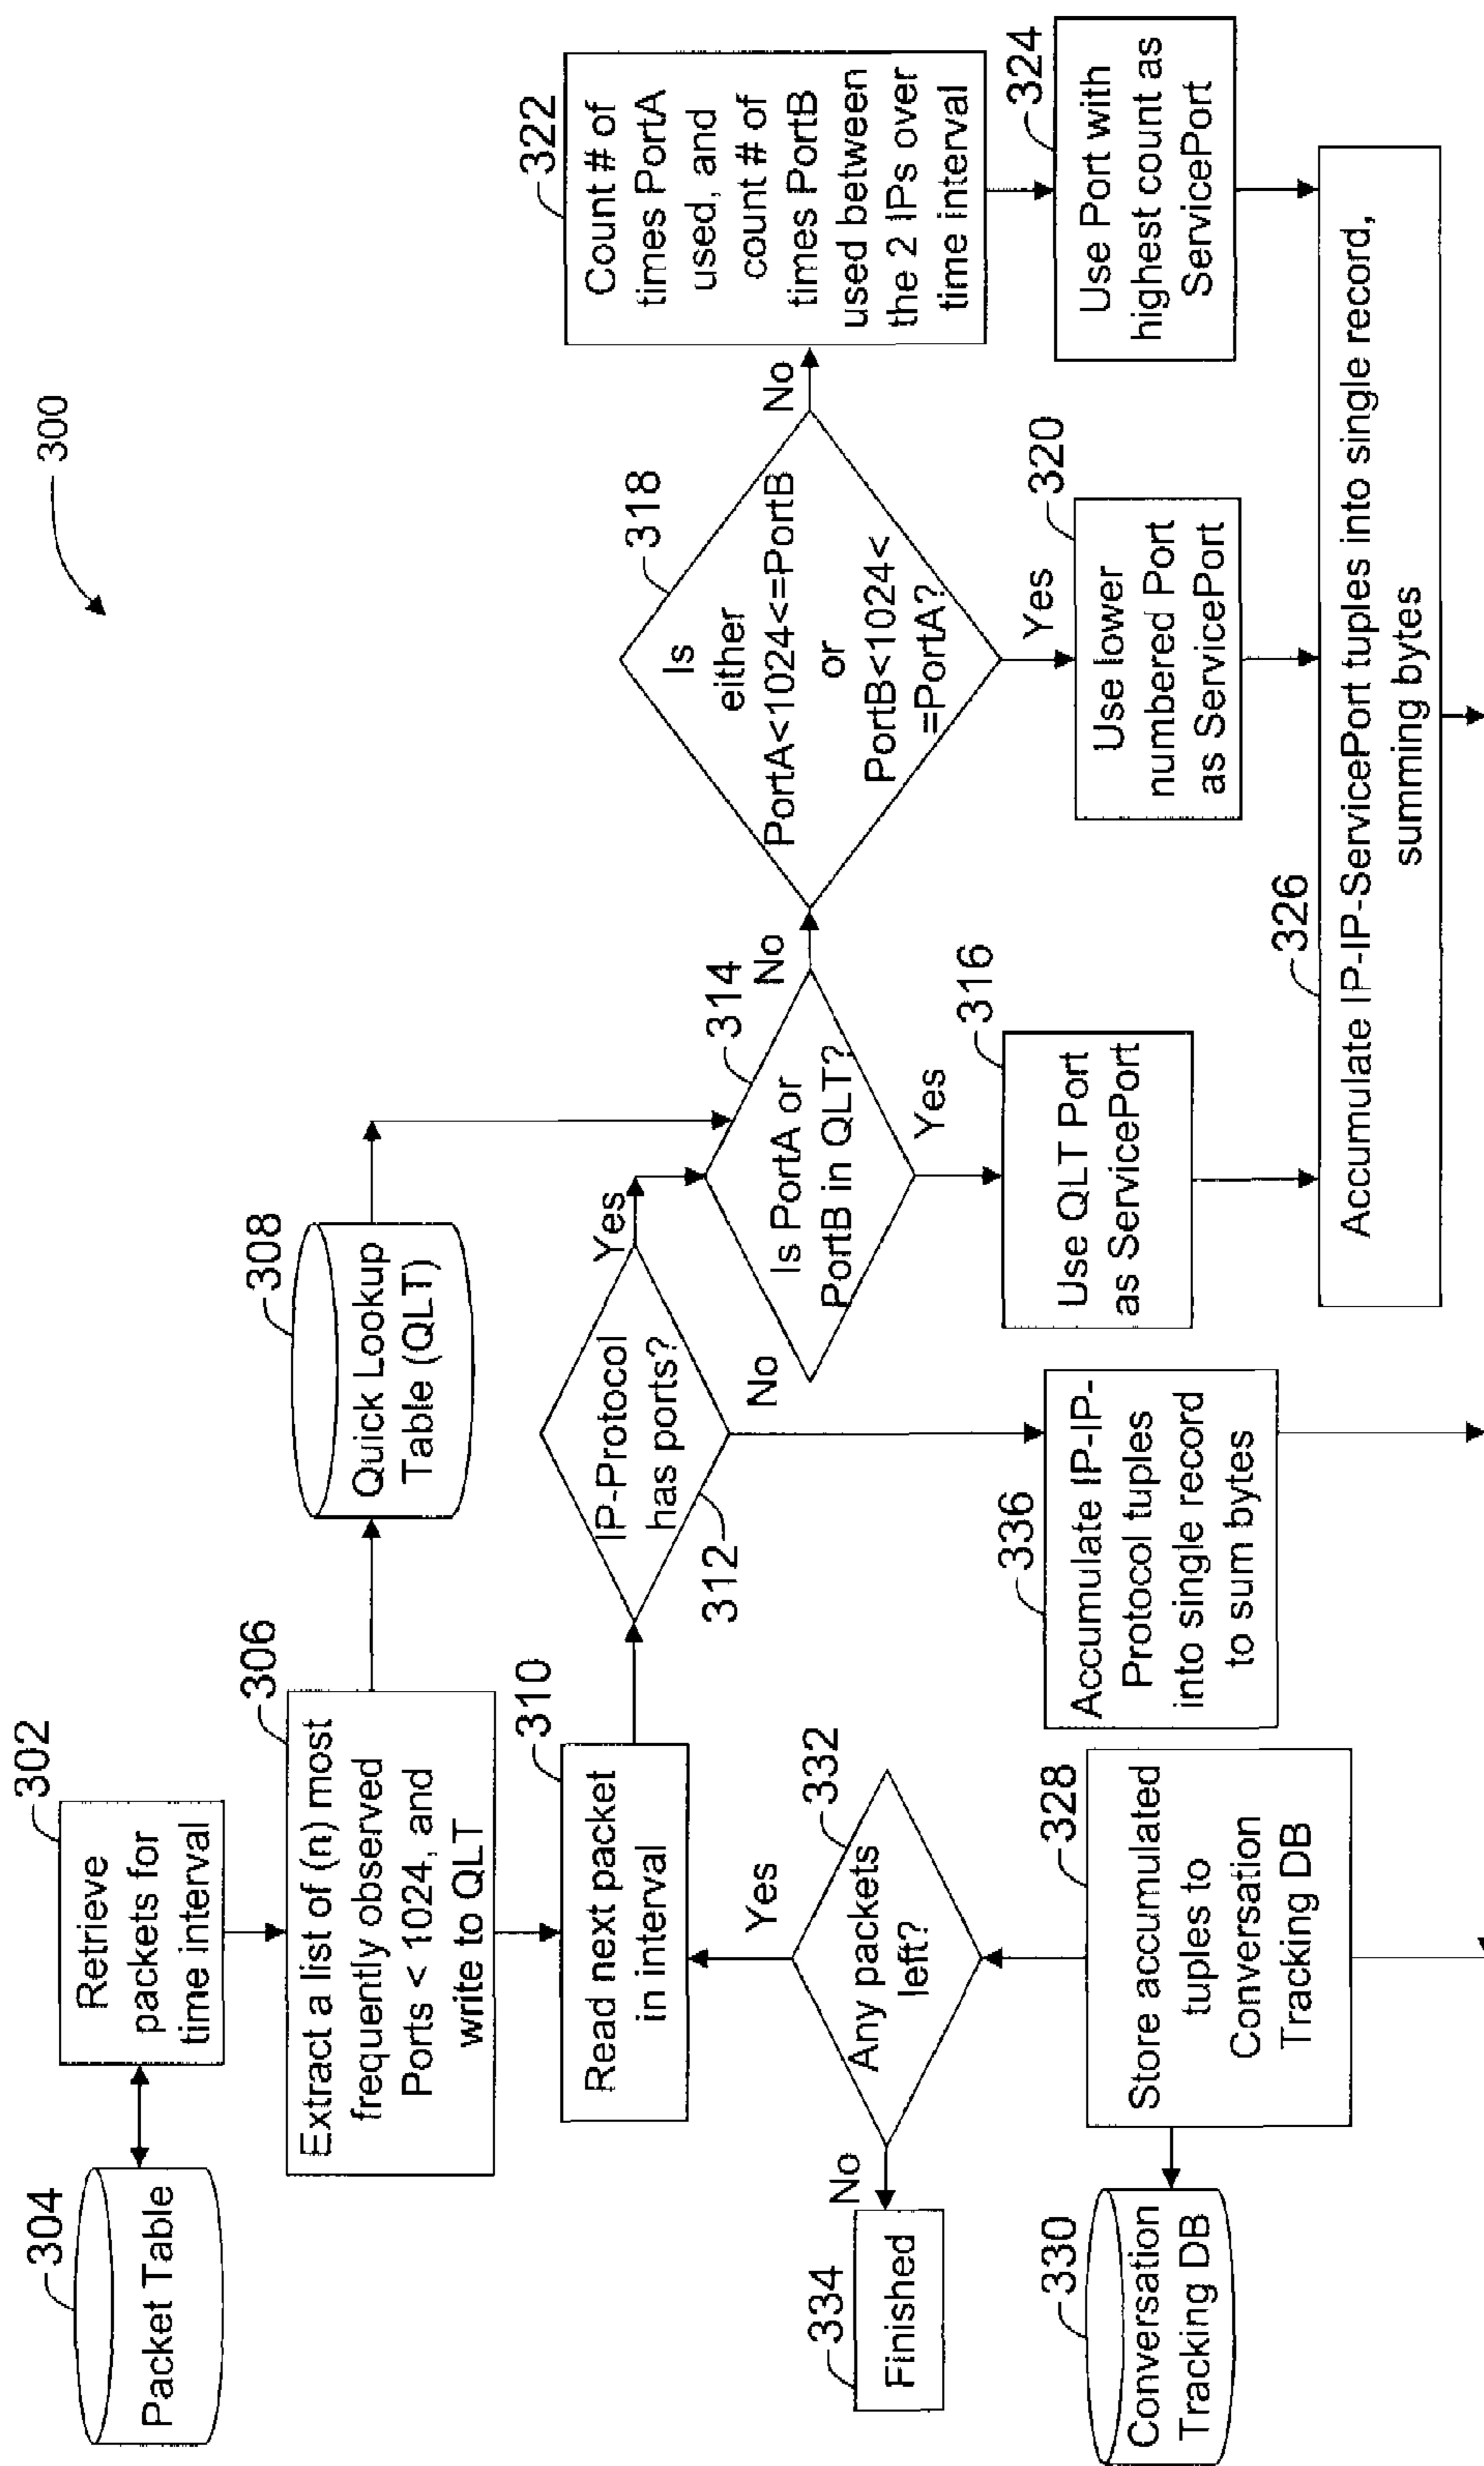 300
304
Packet Table
302
Retrieve
packets for
time interval
306
Extract a list of (n) most
frequently observed
Ports < 1024, and
write to QLT
308
Quick Lookup
Table (QLT)
310
Read next packet
in interval
312
IP-Protocol
has ports?
Yes
No
314
Is PortA or
PortB in QLT?
No
Yes
316
Use QLT Port
as ServicePort
318
Is
either
PortA<1024<=PortB
or
PortB<1024<
=PortA?
No
Yes
320
Use lower
numbered Port
as ServicePort
322
Count # of
times PortA
used, and
count # of
times PortB
used between
the 2 IPs over
time interval
324
Use Port with
highest count as
ServicePort
326
Accumulate IP-IP-ServicePort tuples into single record,
summing bytes
336
Accumulate IP-IP-
Protocol tuples
into single record
to sum bytes
328
Store accumulated
tuples to
Conversation
Tracking DB
330
Conversation
Tracking DB
332
Any packets
left?
Yes
No
334
Finished